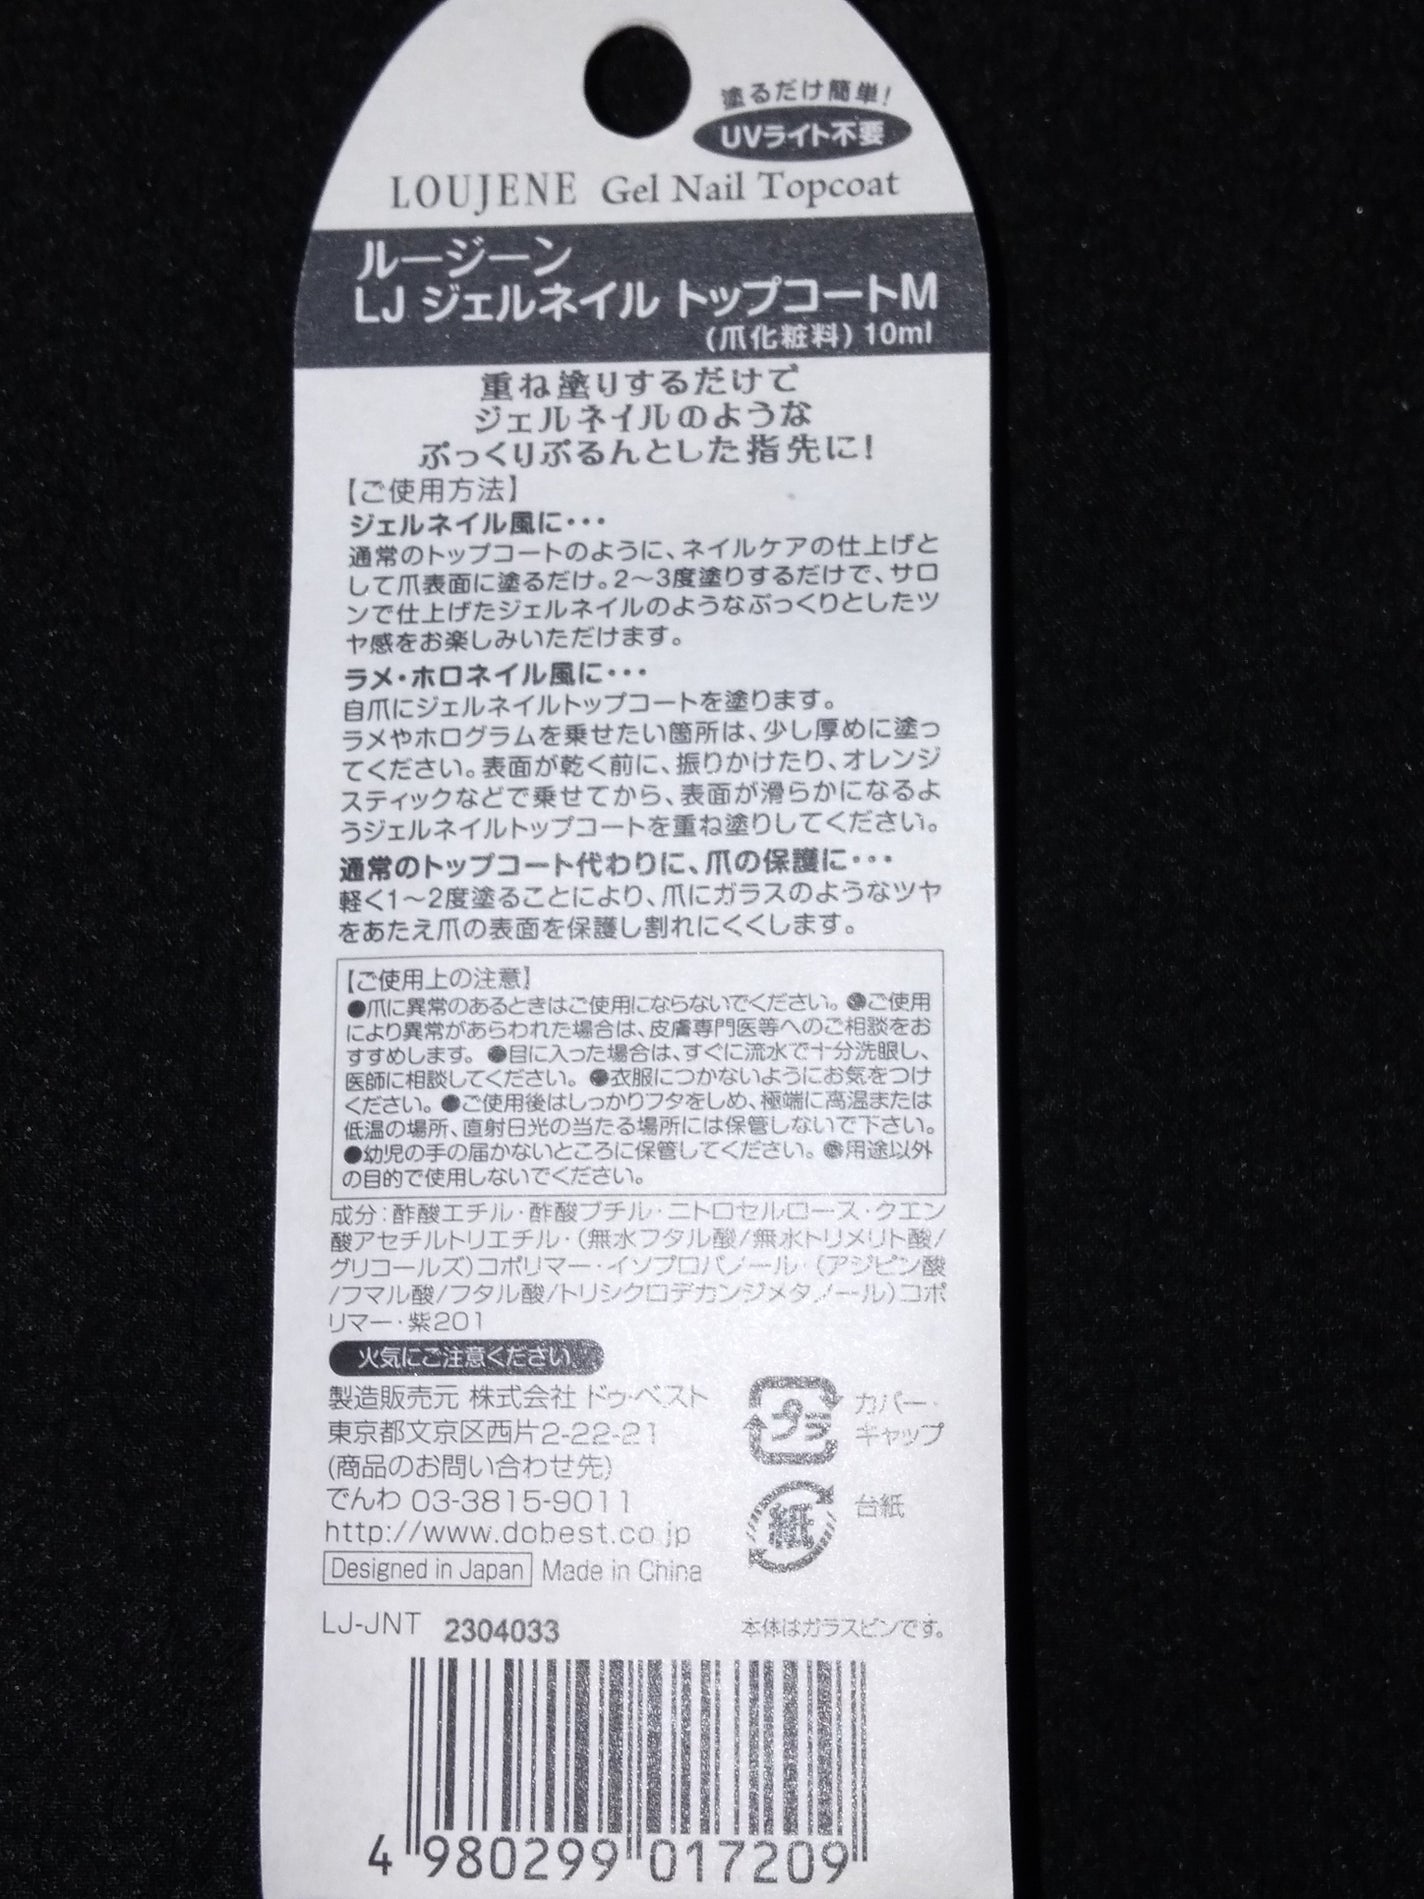 塗るだけ簡単!
UVライト不要
LOUJENE Gel Nail Topcoat
ルージーン
LJ ジェルネイル トップコートM
(爪化粧料) 10ml
重ね塗りするだけで
ジェルネイルのような
ぷっくりぷるんとした指先に!
【ご使用方法】
ジェルネイル風に・・・
通常のトップコートのように、ネイルケアの仕上げと
して爪表面に塗るだけ。2〜3度塗りするだけで、サロ
ンで仕上げたジェルネイルのようなぷっくりとしたツ
ヤ感をお楽しみいただけます。
ラメ・ホロネイル風に・・・
自爪にジェルネイルトップコートを塗ります。
ラメやホログラムを乗せたい箇所は、少し厚めに塗っ
てください。表面が乾く前に、振りかけたり、オレンジ
スティックなどで乗せてから、表面が滑らかになるよ
うジェルネイルトップコートを重ね塗りしてください。
通常のトップコート代わりに、爪の保護に・・・
軽く1〜2度塗ることにより、爪にガラスのようなツヤ
をあたえ爪の表面を保護し割れにくくします。
【ご使用上の注意】
●爪に異常のあるときはご使用にならないでください。●ご使用
により異常があらわれた場合は、皮膚専門医等へのご相談をお
すすめします。●目に入った場合は、すぐに流水で十分洗眼し、
医師に相談してください。●衣服につかないようにお気をつけ
ください。●ご使用後はしっかりフタをしめ、極端に高温または
低温の場所、直射日光の当たる場所には保管しないで下さい。
●幼児の手の届かないところに保管してください。●用途以外
の目的で使用しないでください。
成分:酢酸エチル・酢酸ブチル・ニトロセルロース・クエン
酸アセチルトリエチル・(無水フタル酸/無水トリメリト酸/
グリコールズ)コポリマー・イソプロパノール・(アジピン酸
/フマル酸/フタル酸/トリシクロデカンジメタノール)コポ
リマー・紫201
火気にご注意ください
製造販売元 株式会社 ドゥ・ベスト
東京都文京区西片2-22-21
(商品のお問い合わせ先)
でんわ 03-3815-9011
http://www.dobest.co.jp
Designed in Japan Made in China
プラ
カバー・
キャップ
紙
台紙
LJ-JNT 2304033
本体はガラスビンです。
4 980299 017209